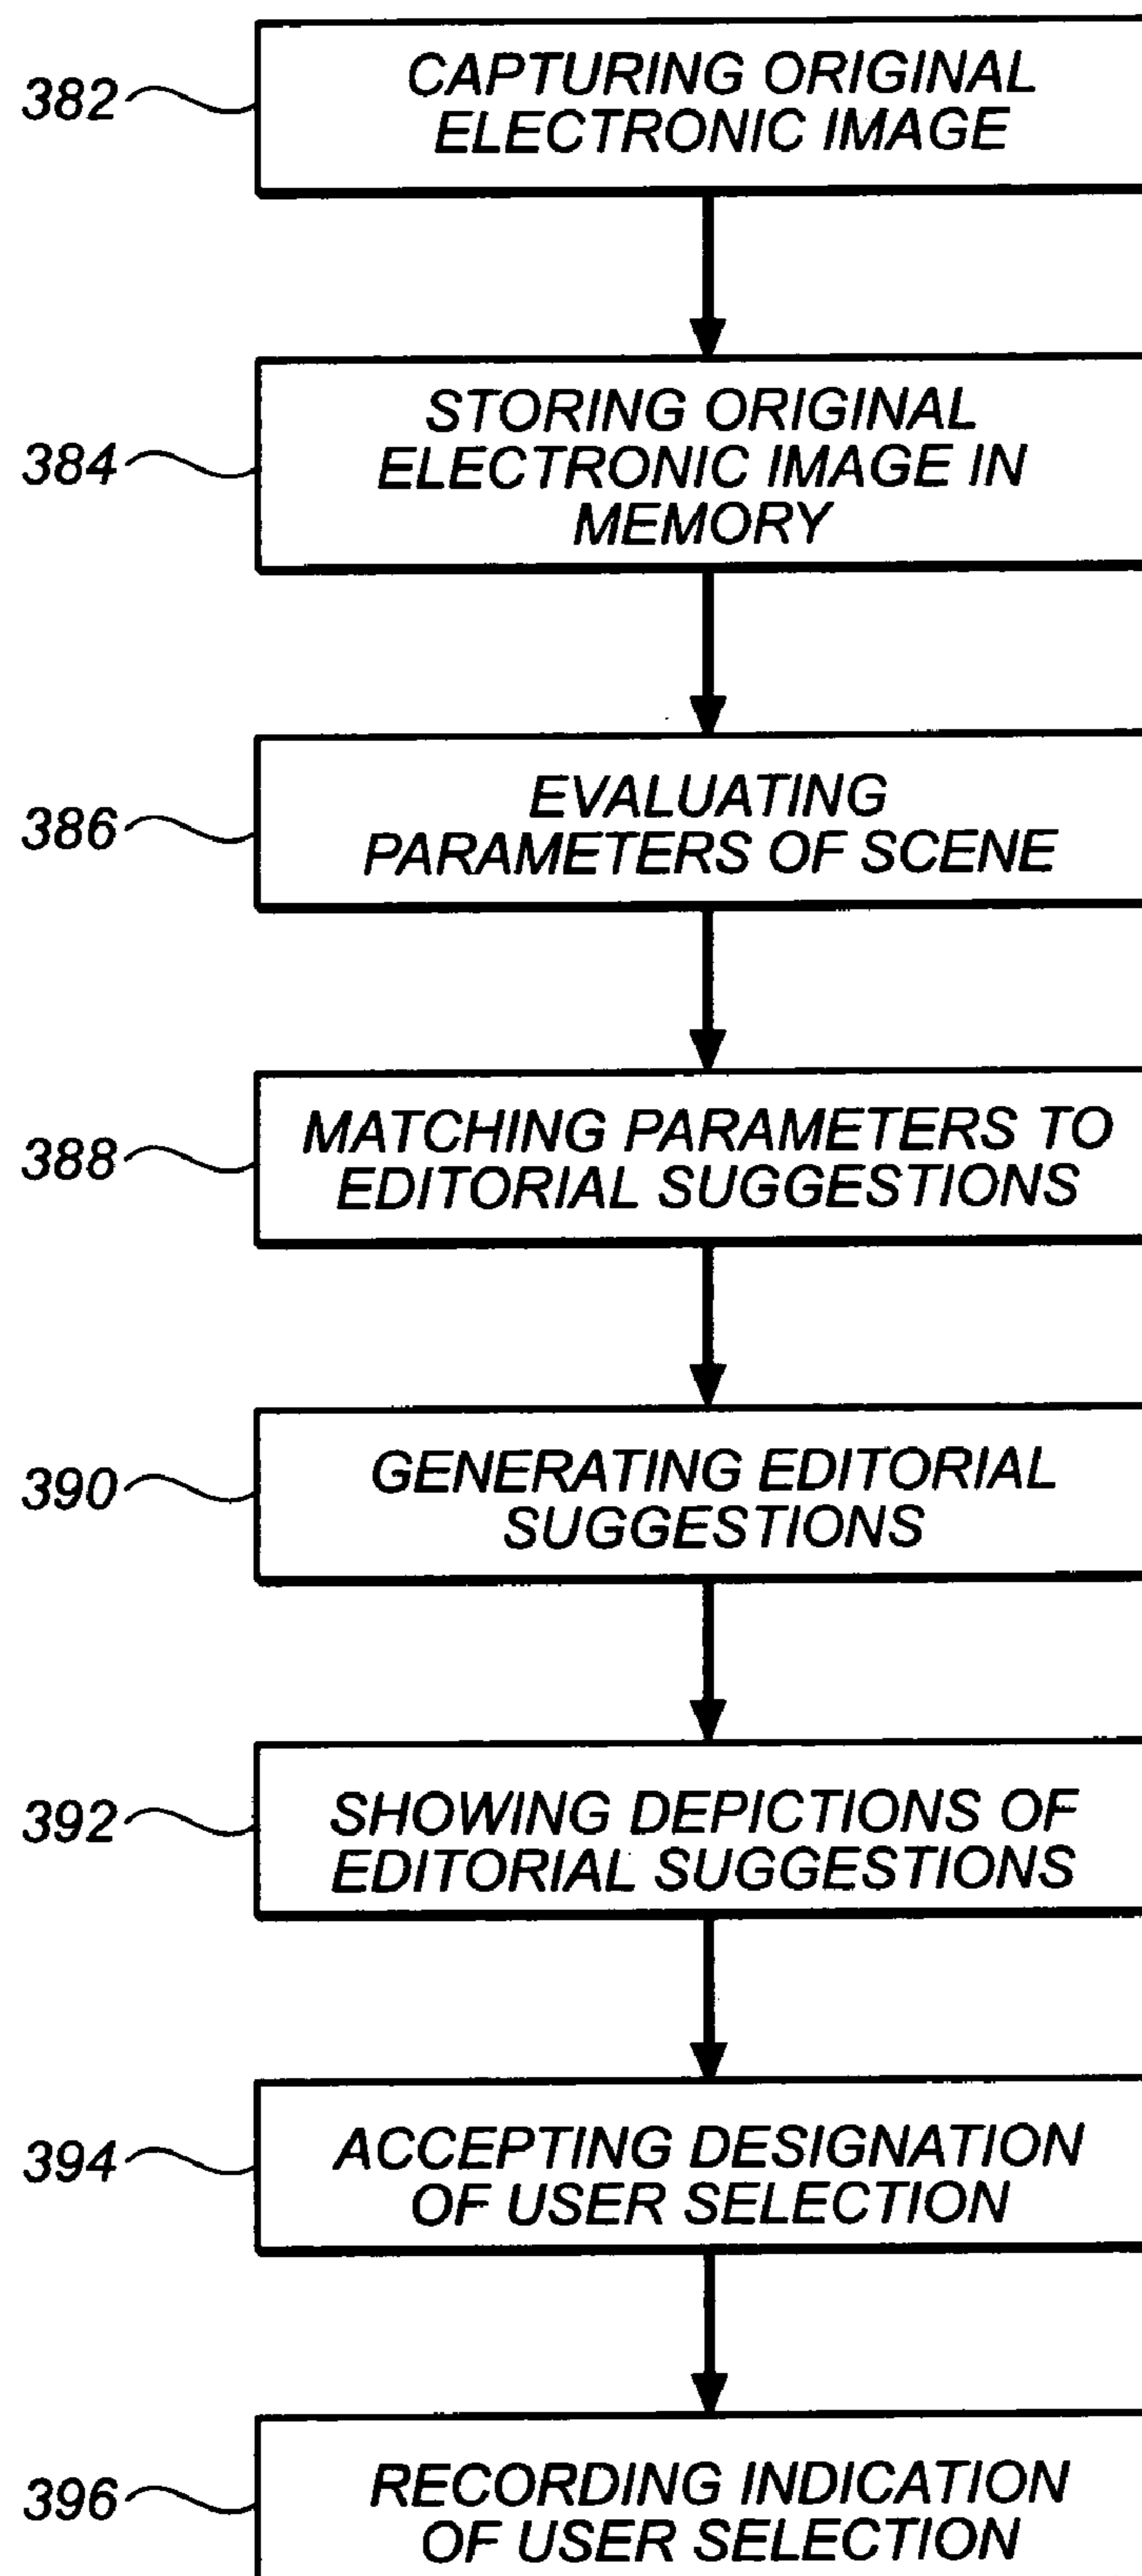 382
CAPTURING ORIGINAL
ELECTRONIC IMAGE
384
STORING ORIGINAL
ELECTRONIC IMAGE IN
MEMORY
386
EVALUATING
PARAMETERS OF SCENE
388
MATCHING PARAMETERS TO
EDITORIAL SUGGESTIONS
390
GENERATING EDITORIAL
SUGGESTIONS
392
SHOWING DEPICTIONS OF
EDITORIAL SUGGESTIONS
394
ACCEPTING DESIGNATION
OF USER SELECTION
396
RECORDING INDICATION
OF USER SELECTION